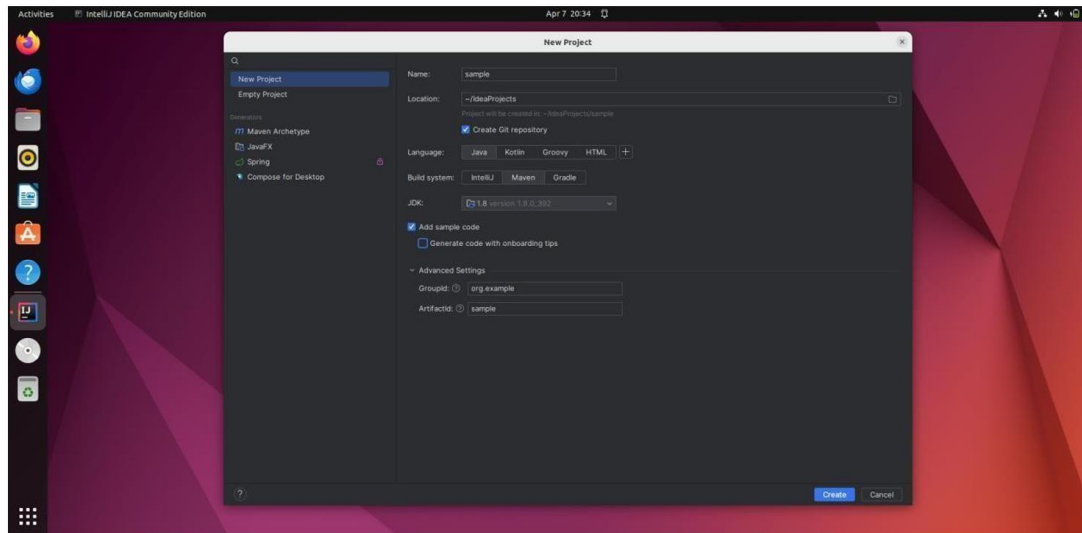 Activities IntelliJ IDEA Community Edition Apr 7 20:34
New Project
New Project
Empty Project
Generators
Maven Archetype
JavaFX
Spring
Compose for Desktop
Name: sample
Location: ~/IdeaProjects
Project will be created in: ~/IdeaProjects/sample
Create Git repository
Language: Java Kotlin Groovy HTML +
Build system: IntelliJ Maven Gradle
JDK: 1.8 version 1.8.0_392
Add sample code
Generate code with onboarding tips
Advanced Settings
GroupId: ? org.example
ArtifactId: ? sample
? Create Cancel